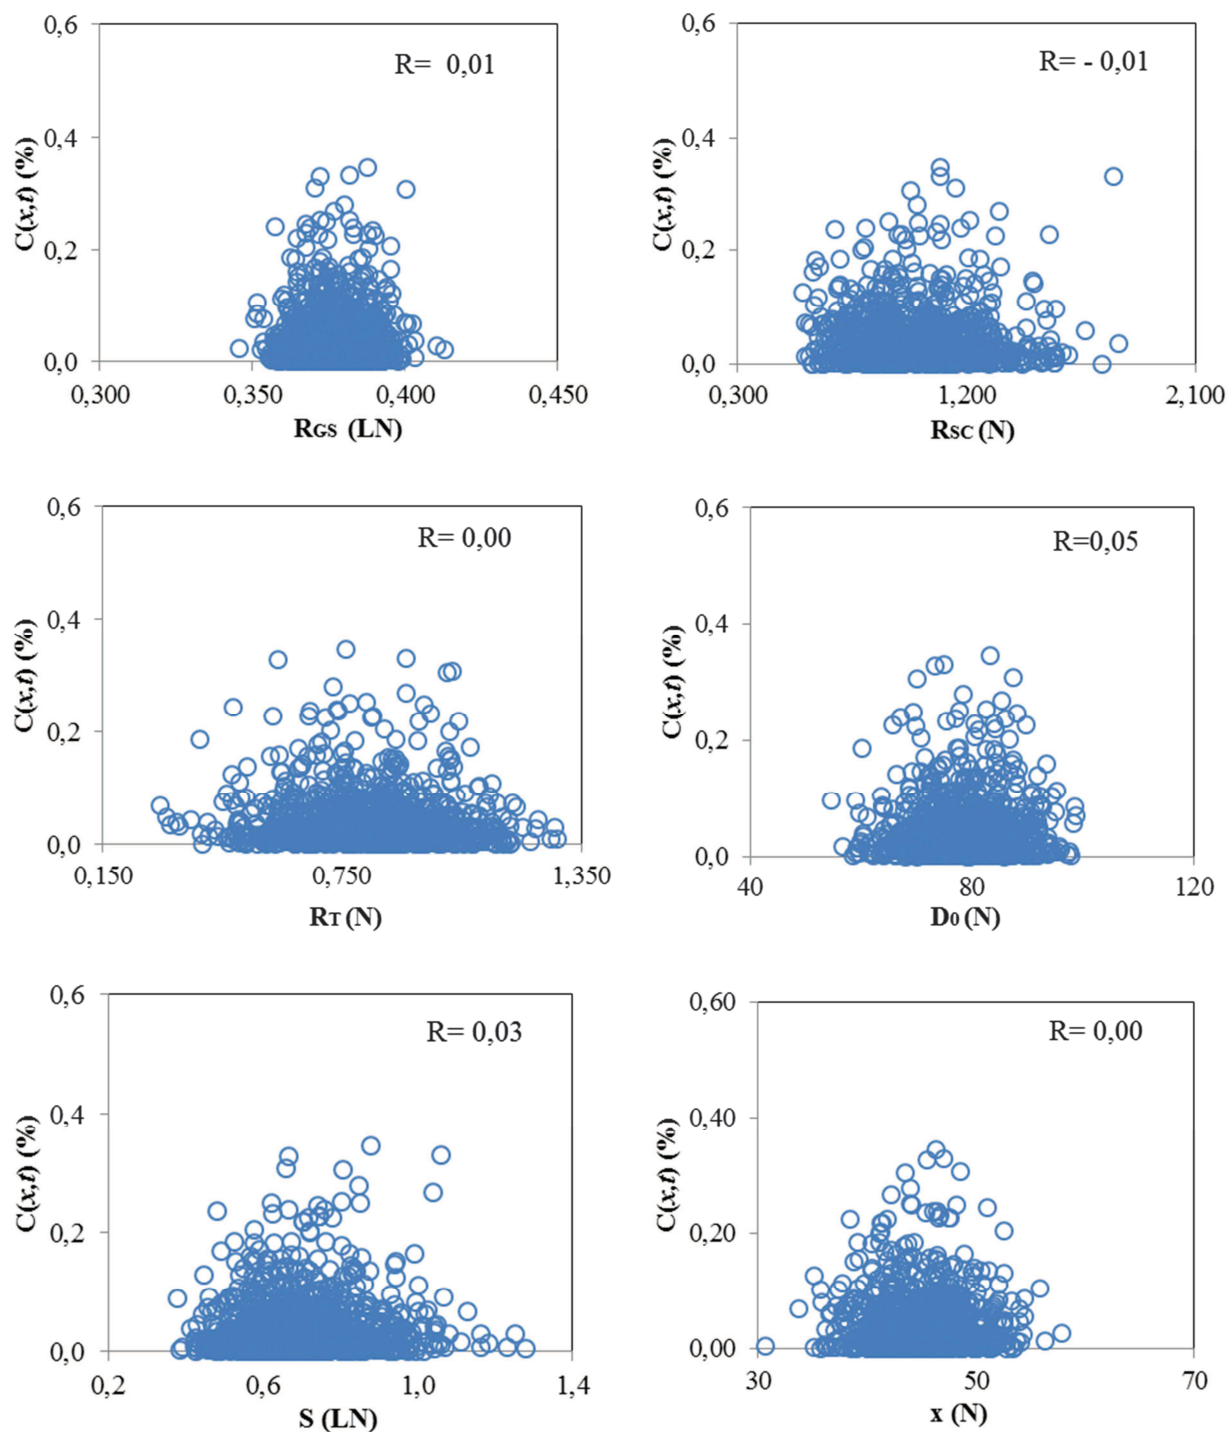 0,6
R= 0,01
0,4
C(x,t) (%)
0,2
0,0
0,300 0,350 0,400 0,450
RGS (LN)
0,6
R= - 0,01
0,4
C(x,t) (%)
0,2
0,0
0,300 1,200 2,100
RSC (N)
0,6
R= 0,00
0,4
C(x,t) (%)
0,2
0,0
0,150 0,750 1,350
RT (N)
0,6
R=0,05
0,4
C(x,t) (%)
0,2
0,0
40 80 120
D0 (N)
0,6
R= 0,03
0,4
C(x,t) (%)
0,2
0,0
0,2 0,6 1,0 1,4
S (LN)
0,60
R= 0,00
0,40
C(x,t) (%)
0,20
0,00
30 50 70
x (N)